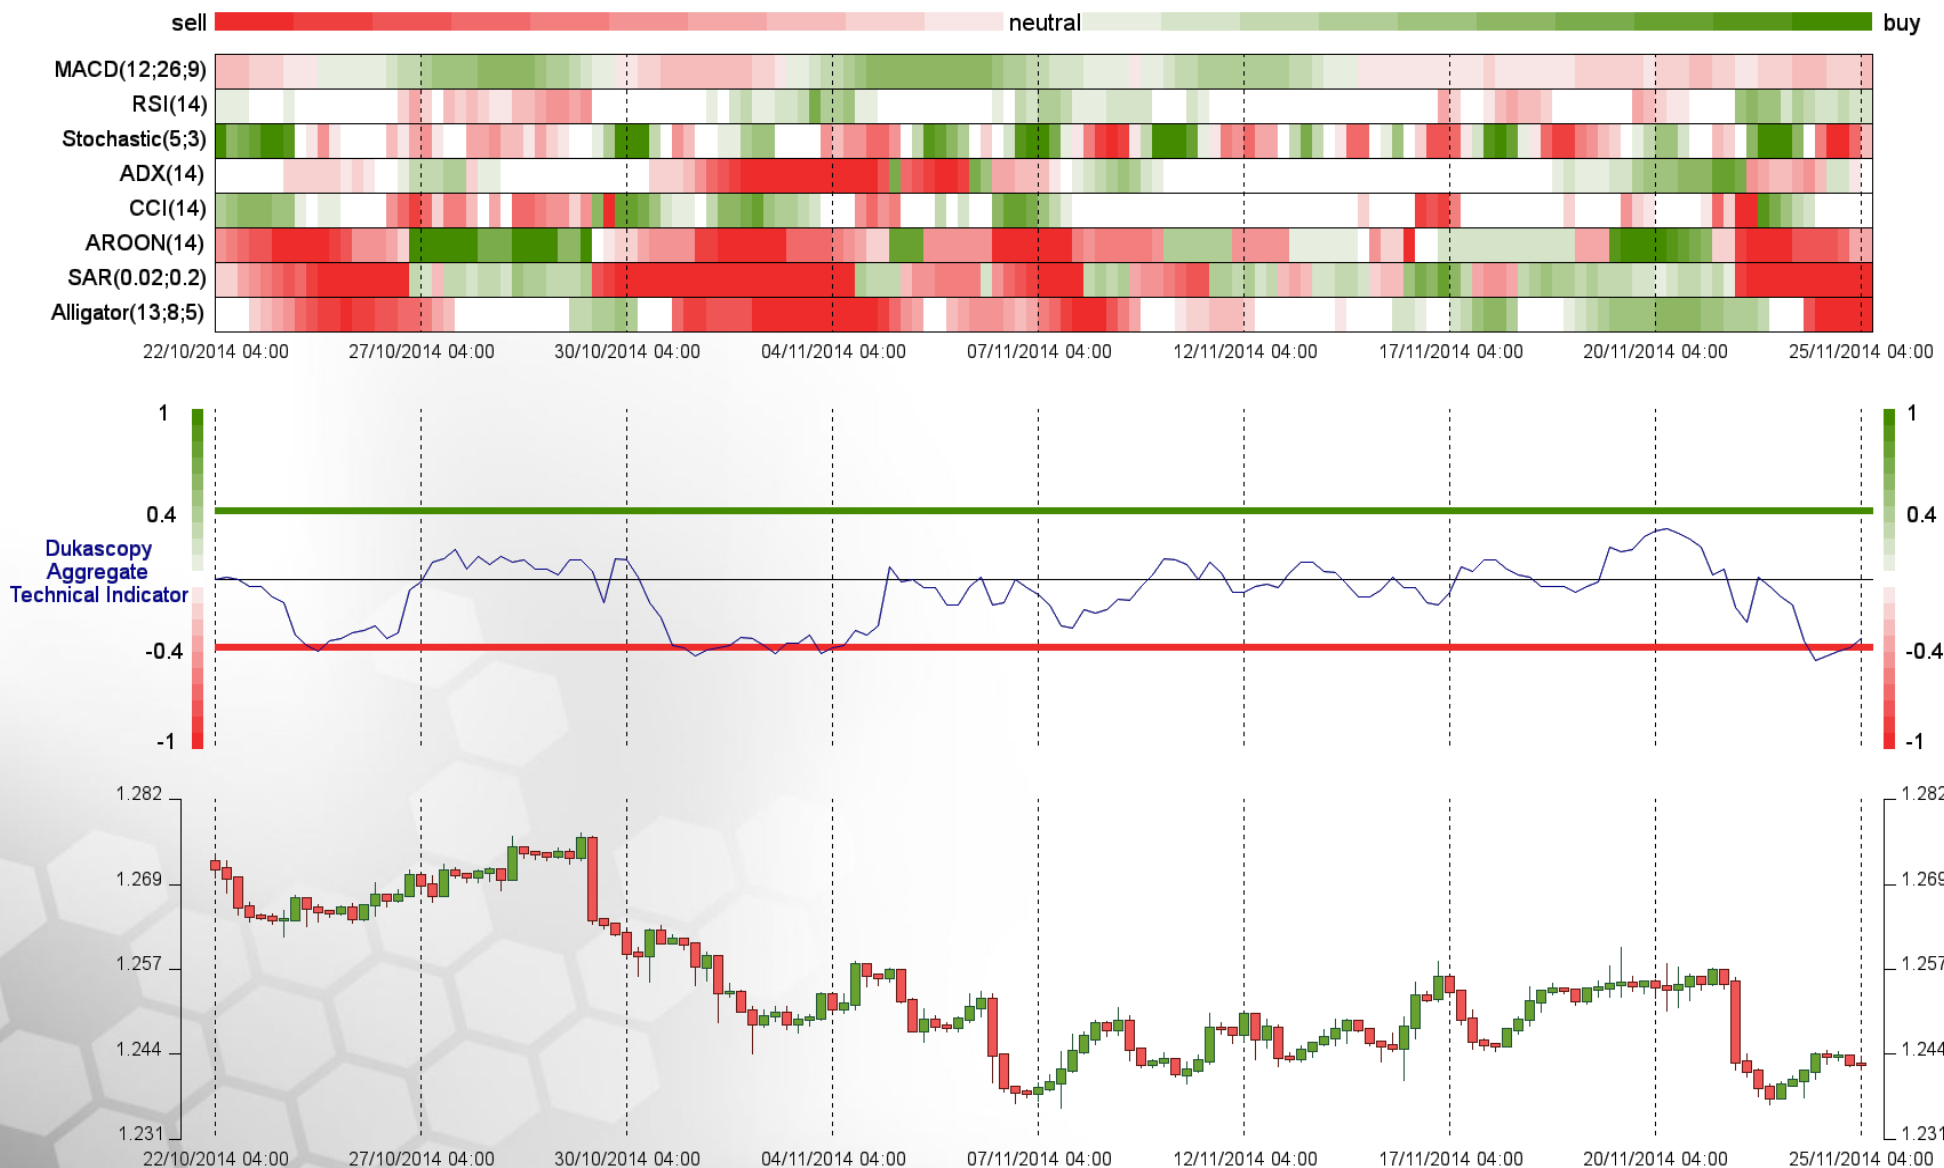 sell neutral buy
MACD(12;26;9)
RSI(14)
Stochastic(5;3)
ADX(14)
CCI(14)
AROON(14)
SAR(0.02;0.2)
Alligator(13;8;5)
22/10/2014 04:00 27/10/2014 04:00 30/10/2014 04:00 04/11/2014 04:00 07/11/2014 04:00 12/11/2014 04:00 17/11/2014 04:00 20/11/2014 04:00 25/11/2014 04:00
1 1
0.4 0.4
Dukascopy
Aggregate
Technical Indicator
-0.4 -0.4
-1 -1
1.282 1.282
1.269 1.269
1.257 1.257
1.244 1.244
1.231 1.231
22/10/2014 04:00 27/10/2014 04:00 30/10/2014 04:00 04/11/2014 04:00 07/11/2014 04:00 12/11/2014 04:00 17/11/2014 04:00 20/11/2014 04:00 25/11/2014 04:00